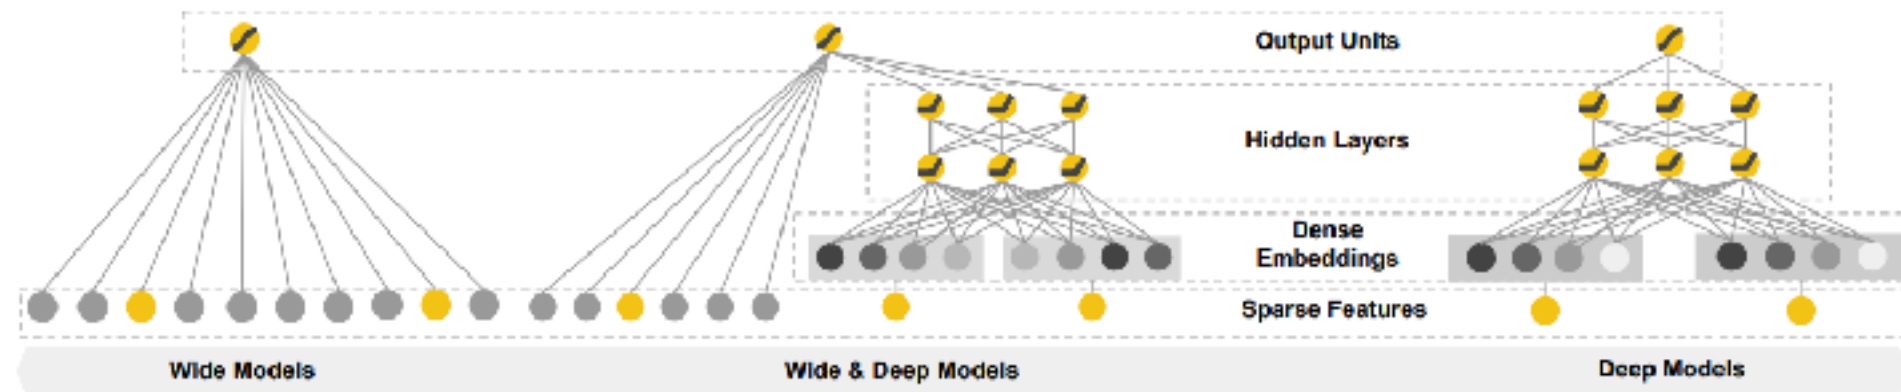 Output Units
Hidden Layers
Dense
Embeddings
Sparse Features
Wide Models
Wide & Deep Models
Deep Models